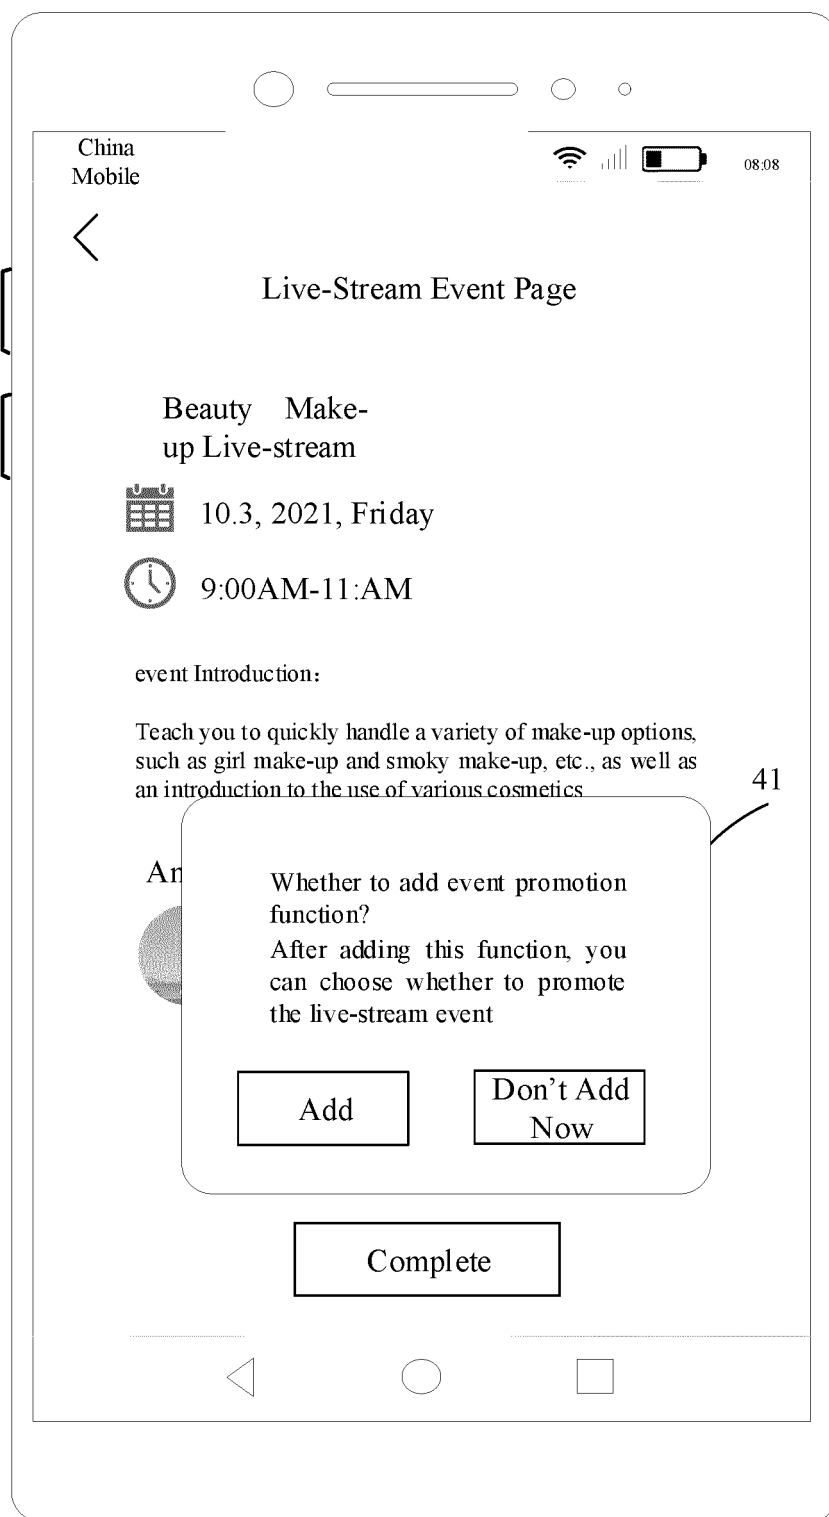 China
Mobile
08:08
Live-Stream Event Page
Beauty Make-
up Live-stream
10.3, 2021, Friday
9:00AM-11:AM
event Introduction：
Teach you to quickly handle a variety of make-up options,
such as girl make-up and smoky make-up, etc., as well as
an introduction to the use of various cosmetics
41
Whether to add event promotion
function?
After adding this function, you
can choose whether to promote
the live-stream event
Add
Don’t Add
Now
Complete